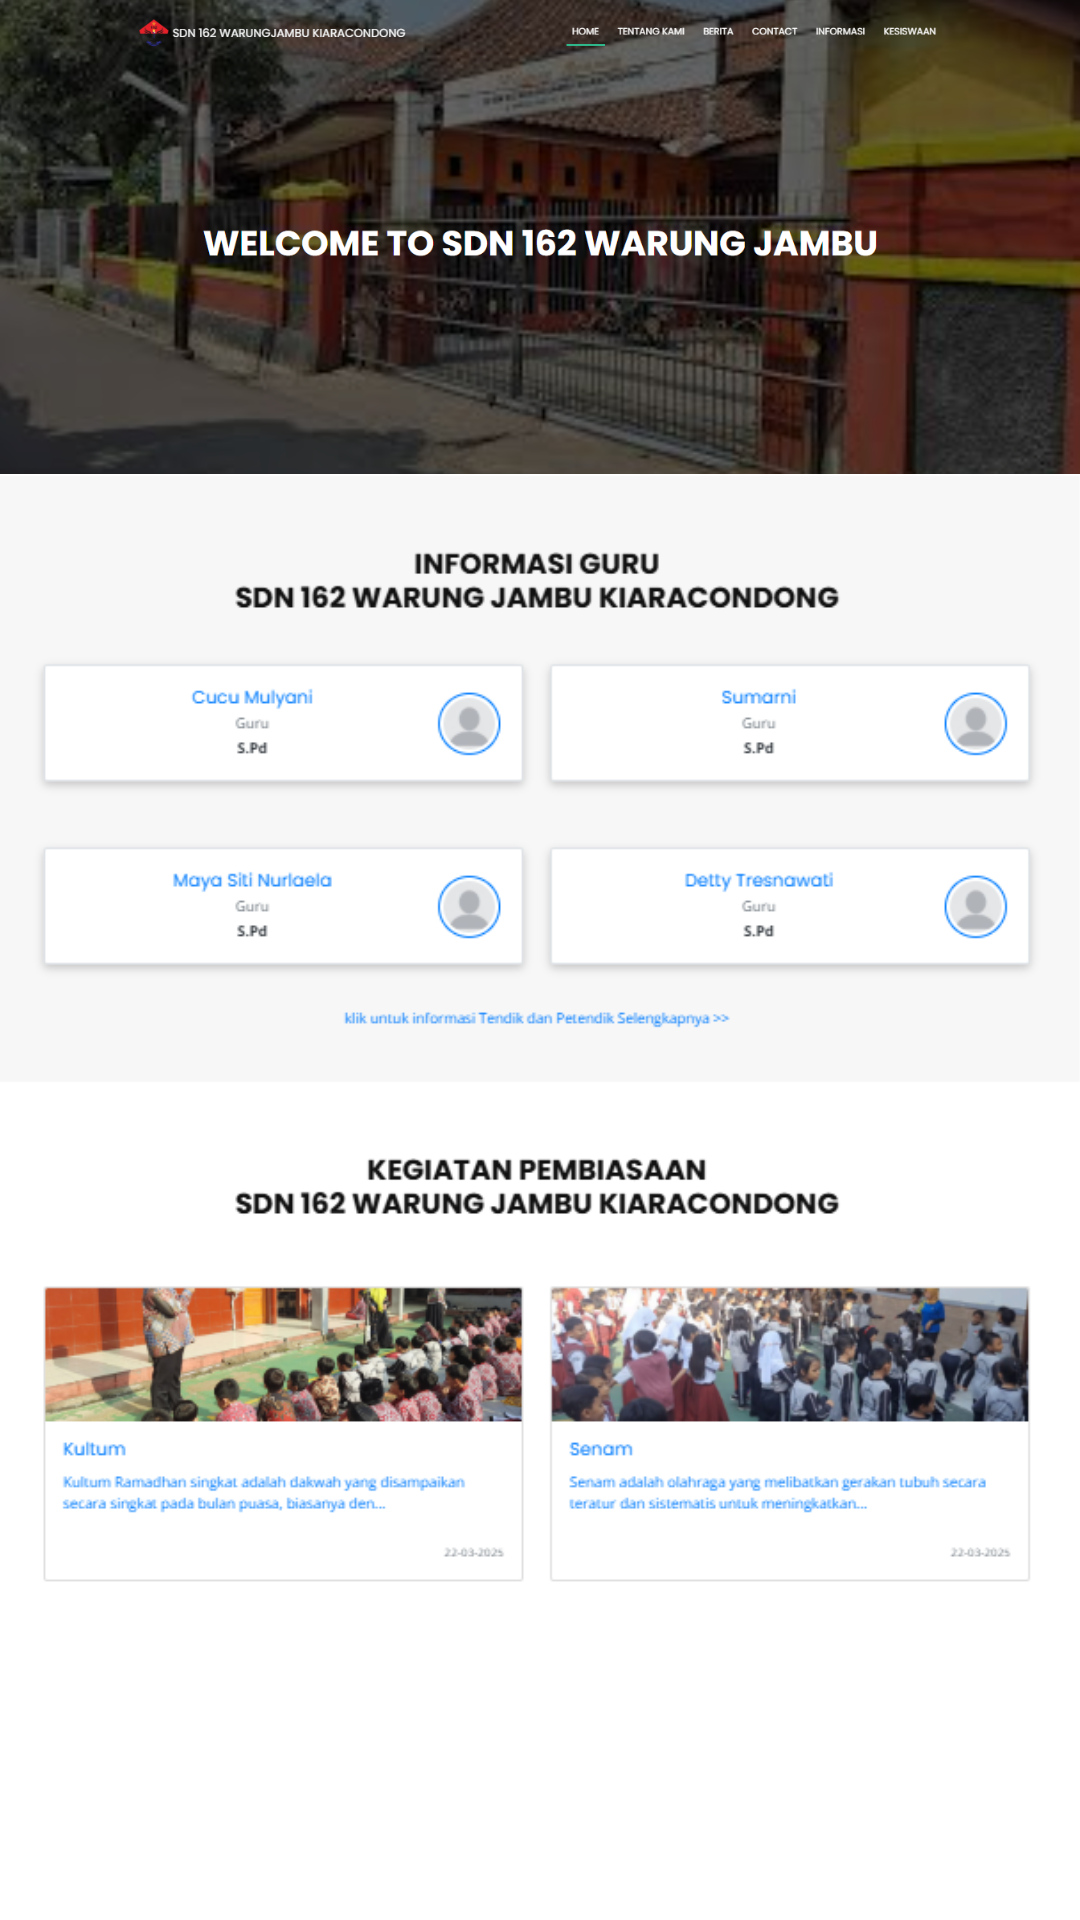 SDN 162 WARUNGJAMBU KIARACONDONG
HOME TENTANG KAMI BERITA CONTACT INFORMASI KESISWAAN
WELCOME TO SDN 162 WARUNG JAMBU
INFORMASI GURU
SDN 162 WARUNG JAMBU KIARACONDONG
Cucu Mulyani
Guru
S.Pd
Sumarni
Guru
S.Pd
Maya Siti Nurlaela
Guru
S.Pd
Detty Tresnawati
Guru
S.Pd
klik untuk informasi Tendik dan Petendik Selengkapnya >>
KEGIATAN PEMBIASAAN
SDN 162 WARUNG JAMBU KIARACONDONG
Kultum
Kultum Ramadhan singkat adalah dakwah yang disampaikan
secara singkat pada bulan puasa, biasanya den...
22-03-2025
Senam
Senam adalah olahraga yang melibatkan gerakan tubuh secara
teratur dan sistematis untuk meningkatkan...
22-03-2025